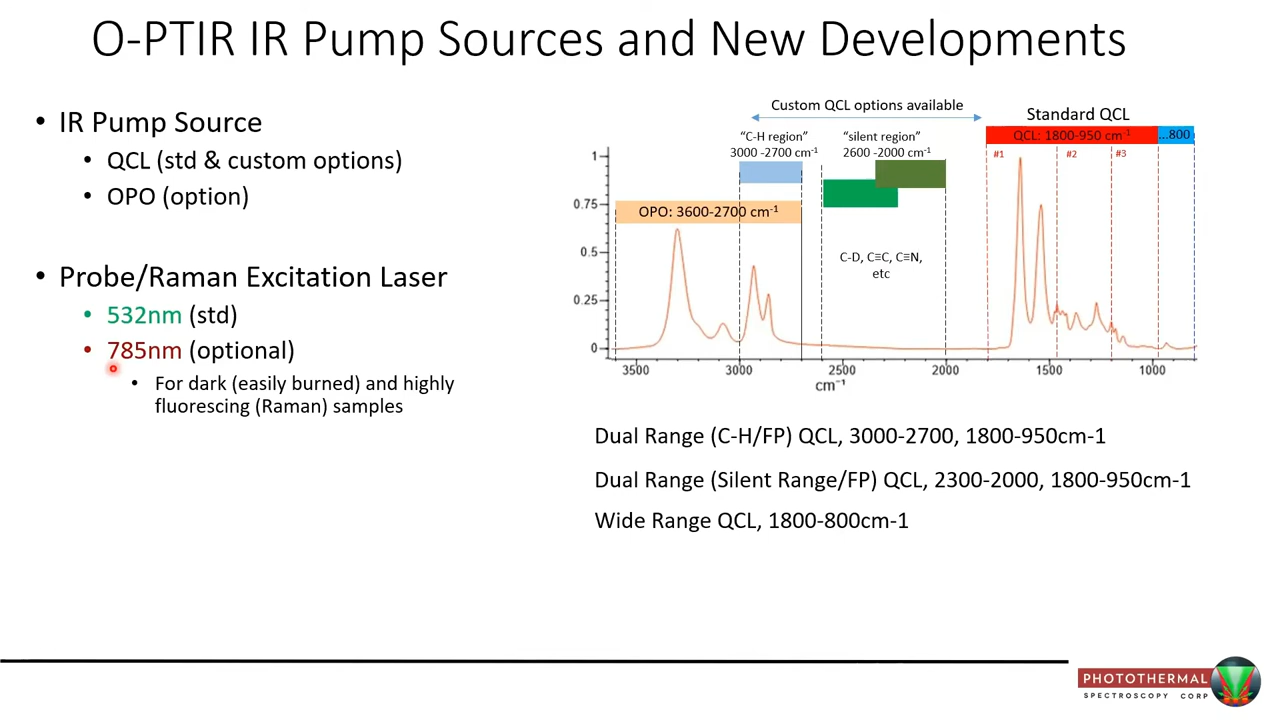 O-PTIR IR Pump Sources and New Developments
• IR Pump Source
• QCL (std & custom options)
• OPO (option)
• Probe/Raman Excitation Laser
• 532nm (std)
• 785nm (optional)
• For dark (easily burned) and highly
fluorescing (Raman) samples
Custom QCL options available
Standard QCL
"C-H region"
3000 -2700 cm⁻¹
"silent region"
2600 -2000 cm⁻¹
QCL: 1800-950 cm⁻¹
...800
#1
#2
#3
OPO: 3600-2700 cm⁻¹
C-D, C≡C, C≡N,
etc
1
0.75
0.5
0.25
0
3500
3000
2500
2000
1500
1000
cm⁻¹
Dual Range (C-H/FP) QCL, 3000-2700, 1800-950cm-1
Dual Range (Silent Range/FP) QCL, 2300-2000, 1800-950cm-1
Wide Range QCL, 1800-800cm-1
PHOTOTHERMAL
SPECTROSCOPY CORP